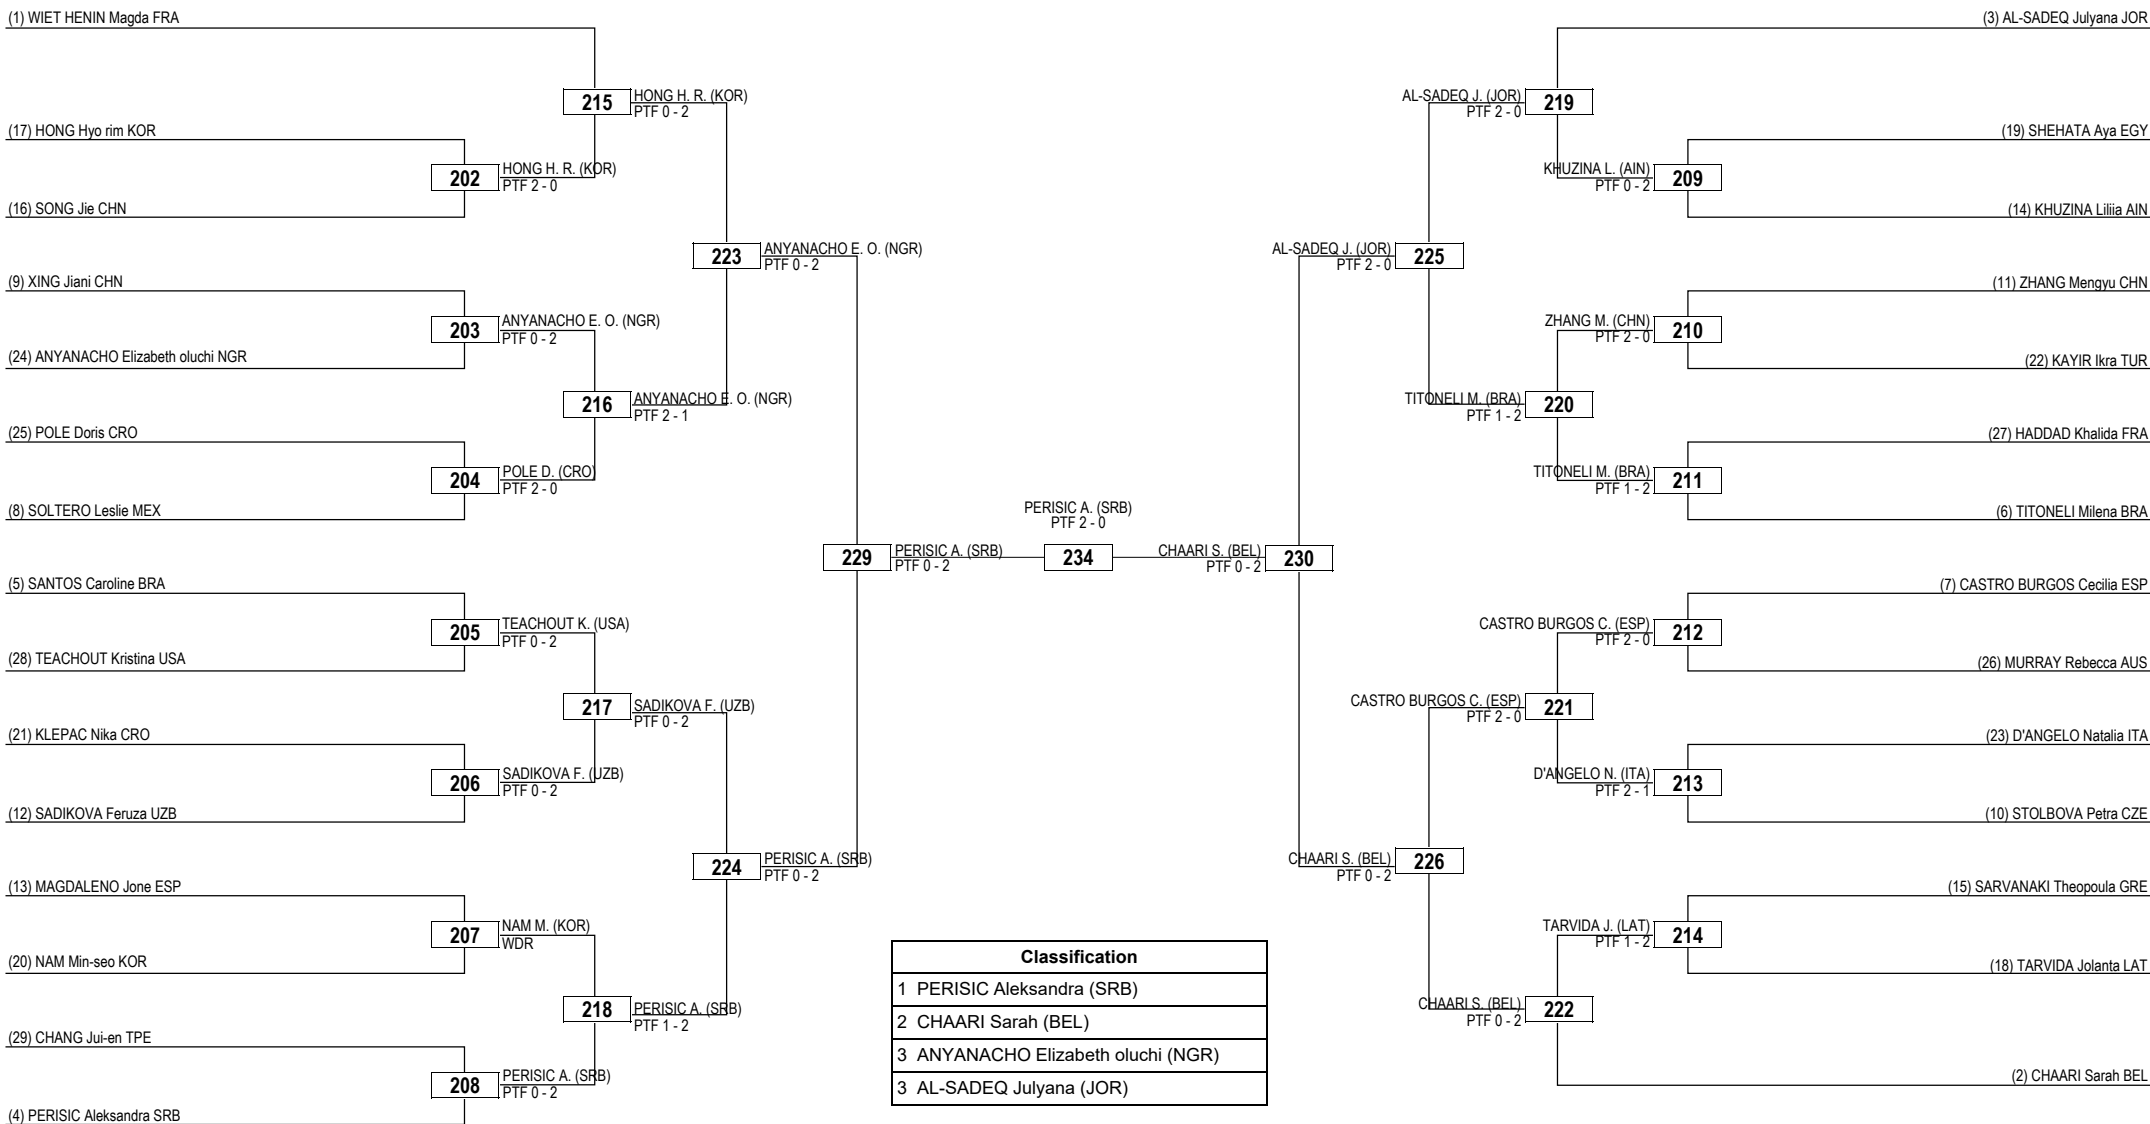 (1) WIET HENIN Magda FRA
(3) AL-SADEQ Julyana JOR
215
HONG H. R. (KOR)
PTF 0 - 2
AL-SADEQ J. (JOR)
PTF 2 - 0
219
(17) HONG Hyo rim KOR
(19) SHEHATA Aya EGY
202
HONG H. R. (KOR)
PTF 2 - 0
KHUZINA L. (AIN)
PTF 0 - 2
209
(16) SONG Jie CHN
(14) KHUZINA Liliia AIN
223
ANYANACHO E. O. (NGR)
PTF 0 - 2
AL-SADEQ J. (JOR)
PTF 2 - 0
225
(9) XING Jiani CHN
(11) ZHANG Mengyu CHN
203
ANYANACHO E. O. (NGR)
PTF 0 - 2
ZHANG M. (CHN)
PTF 2 - 0
210
(24) ANYANACHO Elizabeth oluchi NGR
(22) KAYIR Ikra TUR
216
ANYANACHO E. O. (NGR)
PTF 2 - 1
TITONELI M. (BRA)
PTF 1 - 2
220
(25) POLE Doris CRO
(27) HADDAD Khalida FRA
204
POLE D. (CRO)
PTF 2 - 0
TITONELI M. (BRA)
PTF 1 - 2
211
(8) SOLTERO Leslie MEX
(6) TITONELI Milena BRA
PERISIC A. (SRB)
PTF 2 - 0
229
PERISIC A. (SRB)
PTF 0 - 2
234
CHAARI S. (BEL)
PTF 0 - 2
230
(5) SANTOS Caroline BRA
(7) CASTRO BURGOS Cecilia ESP
205
TEACHOUT K. (USA)
PTF 0 - 2
CASTRO BURGOS C. (ESP)
PTF 2 - 0
212
(28) TEACHOUT Kristina USA
(26) MURRAY Rebecca AUS
217
SADIKOVA F. (UZB)
PTF 0 - 2
CASTRO BURGOS C. (ESP)
PTF 2 - 0
221
(21) KLEPAC Nika CRO
(23) D'ANGELO Natalia ITA
206
SADIKOVA F. (UZB)
PTF 0 - 2
D'ANGELO N. (ITA)
PTF 2 - 1
213
(12) SADIKOVA Feruza UZB
(10) STOLBOVA Petra CZE
224
PERISIC A. (SRB)
PTF 0 - 2
CHAARI S. (BEL)
PTF 0 - 2
226
(13) MAGDALENO Jone ESP
(15) SARVANAKI Theopoula GRE
207
NAM M. (KOR)
WDR
TARVIDA J. (LAT)
PTF 1 - 2
214
(20) NAM Min-seo KOR
(18) TARVIDA Jolanta LAT
218
PERISIC A. (SRB)
PTF 1 - 2
CHAARI S. (BEL)
PTF 0 - 2
222
(29) CHANG Jui-en TPE
208
PERISIC A. (SRB)
PTF 0 - 2
(2) CHAARI Sarah BEL
(4) PERISIC Aleksandra SRB
Classification
1 PERISIC Aleksandra (SRB)
2 CHAARI Sarah (BEL)
3 ANYANACHO Elizabeth oluchi (NGR)
3 AL-SADEQ Julyana (JOR)